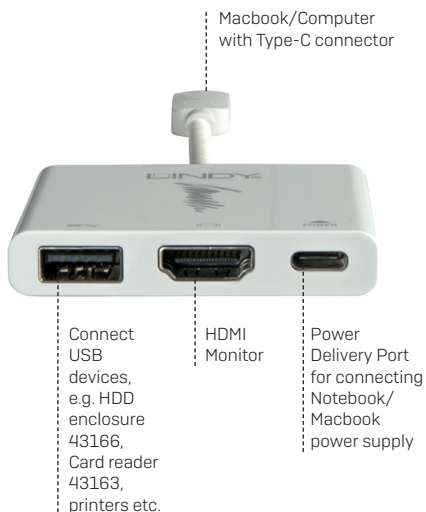 Macbook/Computer
with Type-C connector
LINDY
POWER
Connect
USB
devices,
e.g. HDD
enclosure
43166,
Card reader
43163,
printers etc.
HDMI
Monitor
Power
Delivery Port
for connecting
Notebook/
Macbook
power supply